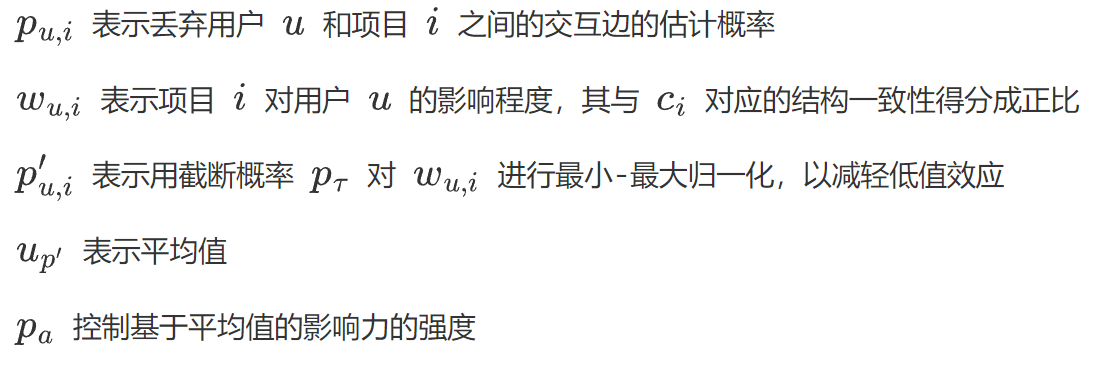 p_{u,i} 表示丢弃用户 u 和项目 i 之间的交互边的估计概率
w_{u,i} 表示项目 i 对用户 u 的影响程度，其与 c_i 对应的结构一致性得分成正比
p'_{u,i} 表示用截断概率 p_τ 对 w_{u,i} 进行最小-最大归一化，以减轻低值效应
u_{p'} 表示平均值
p_a 控制基于平均值的影响力的强度